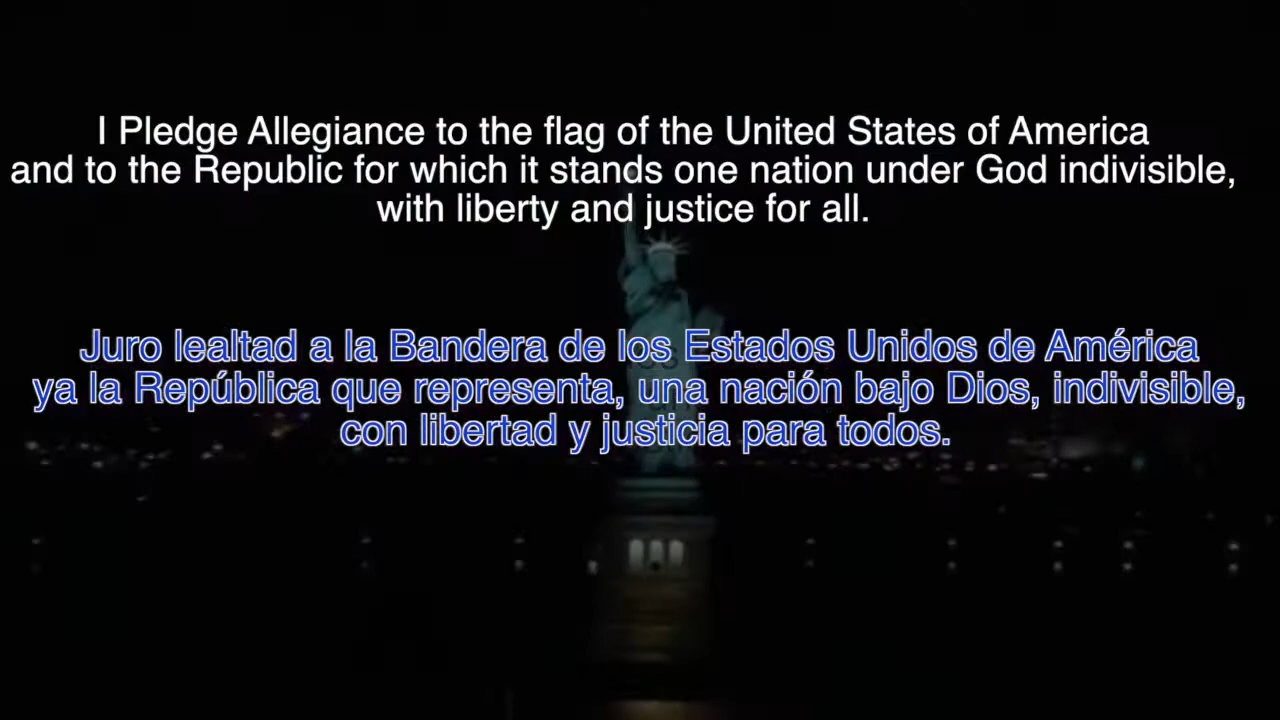 I Pledge Allegiance to the flag of the United States of America
and to the Republic for which it stands one nation under God indivisible,
with liberty and justice for all.
Juro lealtad a la Bandera de los Estados Unidos de América
ya la República que representa, una nación bajo Dios, indivisible,
con libertad y justicia para todos.